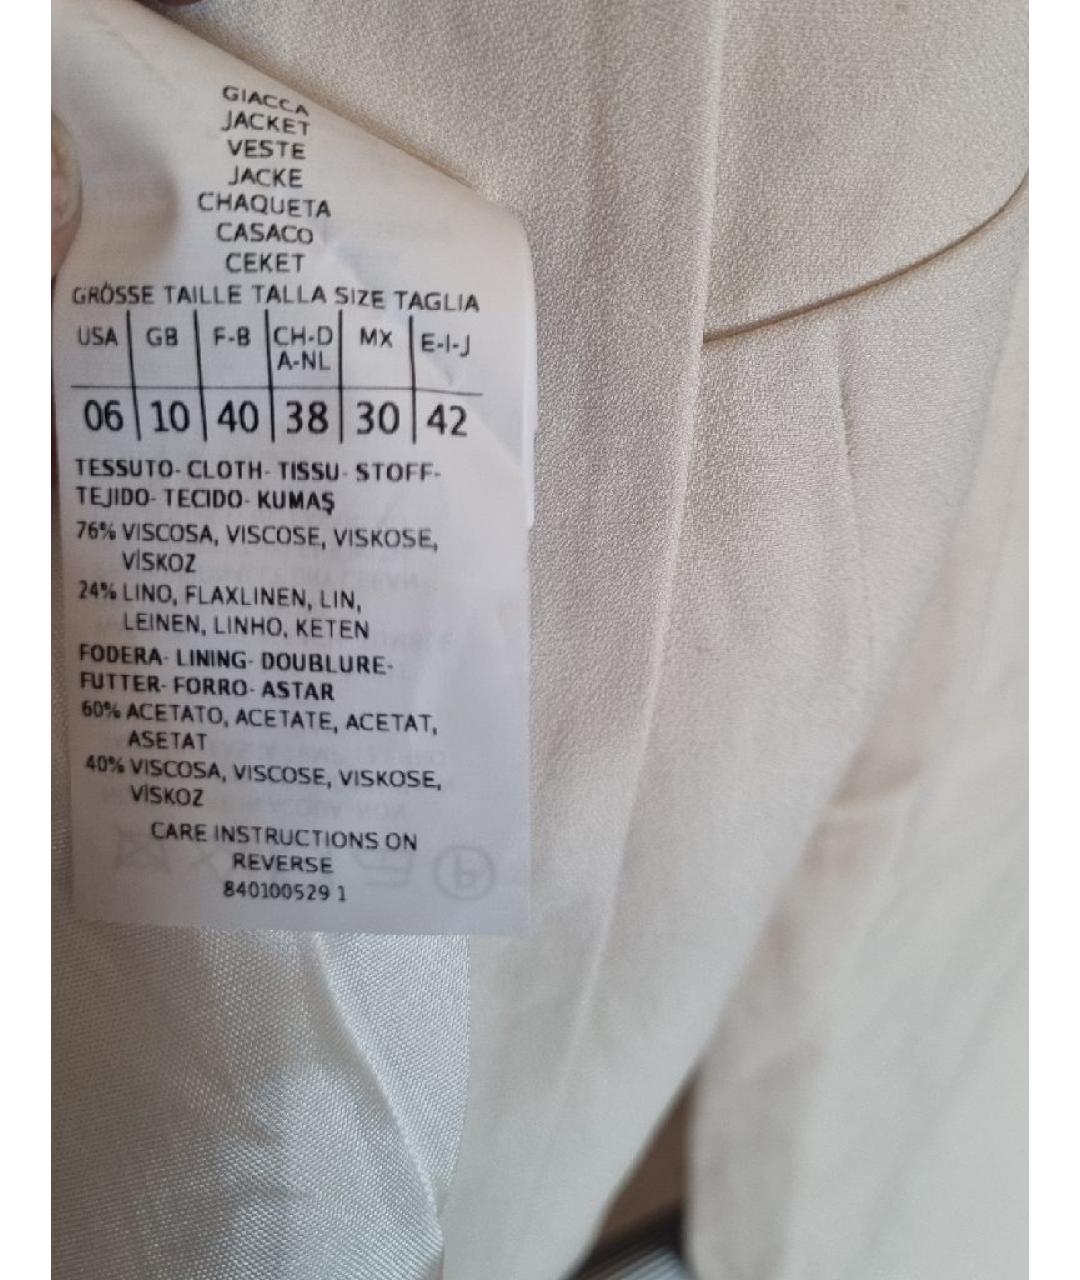 GIACCA
JACKET
VESTE
JACKE
CHAQUETA
CASACO
CEKET
GRÖSSE TAILLE TALLA SIZE TAGLIA
USA GB F-B CH-D A-NL MX E-I-J
06 10 40 38 30 42
TESSUTO- CLOTH- TISSU- STOFF-
TEJIDO- TECIDO- KUMAŞ
76% VISCOSA, VISCOSE, VISKOSE,
VİSKOZ
24% LINO, FLAXLINEN, LIN,
LEINEN, LINHO, KETEN
FODERA- LINING- DOUBLURE-
FUTTER- FORRO- ASTAR
60% ACETATO, ACETATE, ACETAT,
ASETAT
40% VISCOSA, VISCOSE, VISKOSE,
VİSKOZ
CARE INSTRUCTIONS ON
REVERSE
840100529 1